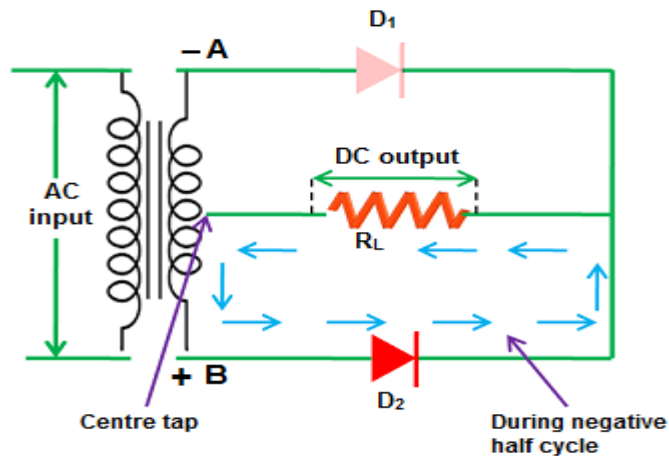 D1
– A
DC output
AC
input
RL
+ B
D2
Centre tap
During negative
half cycle